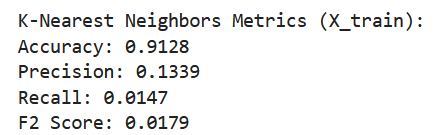 K-Nearest Neighbors Metrics (X_train):
Accuracy: 0.9128
Precision: 0.1339
Recall: 0.0147
F2 Score: 0.0179